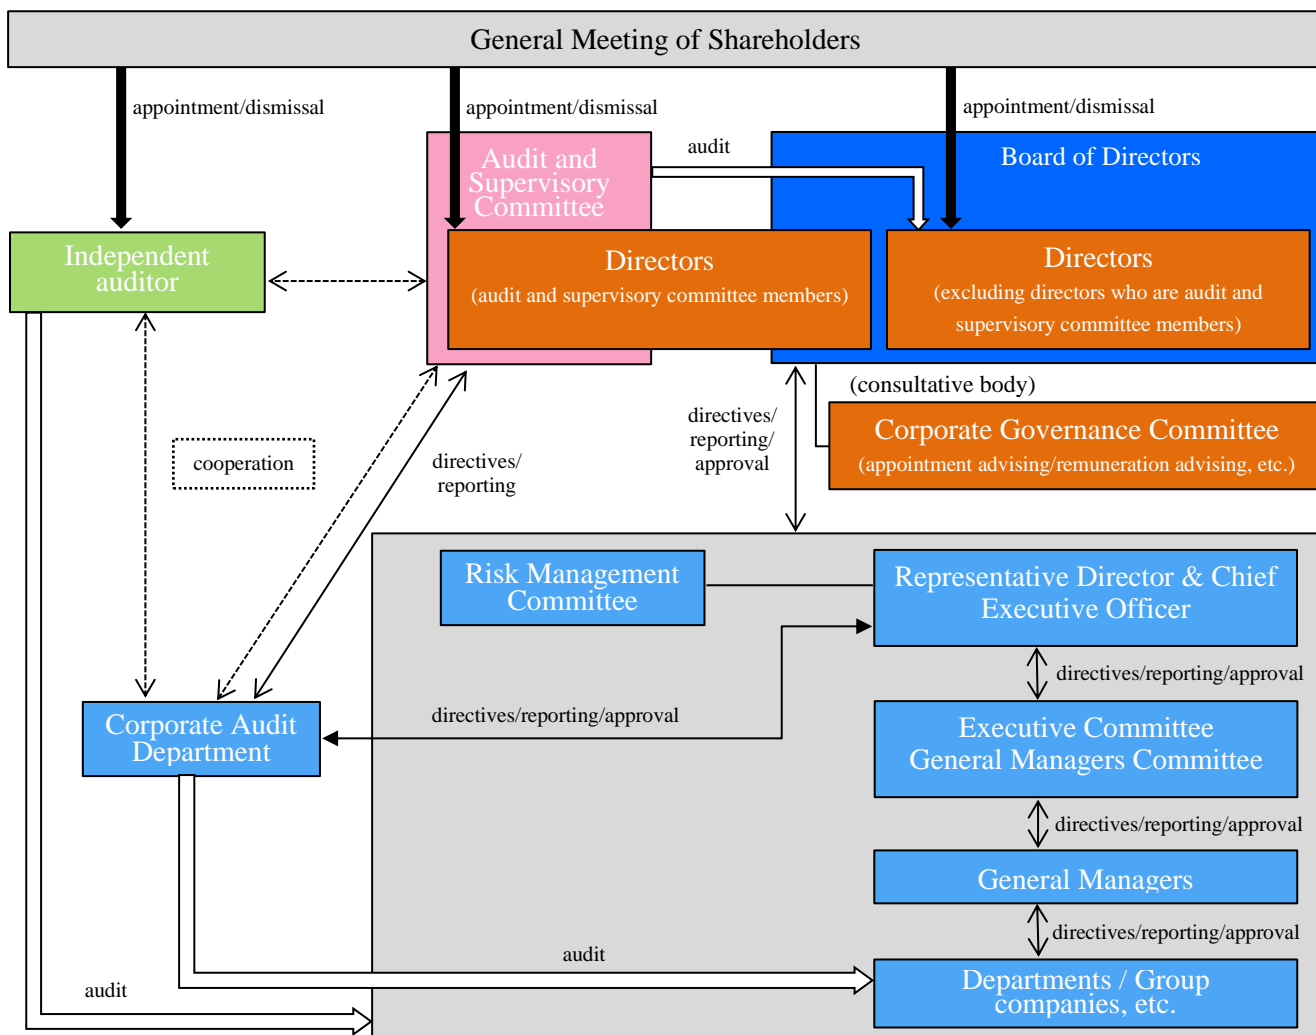 General Meeting of Shareholders
appointment/dismissal
appointment/dismissal
appointment/dismissal
Audit and
Supervisory
Committee
audit
Board of Directors
Independent
auditor
Directors
(audit and supervisory committee members)
Directors
(excluding directors who are audit and
supervisory committee members)
(consultative body)
Corporate Governance Committee
(appointment advising/remuneration advising, etc.)
directives/
reporting/
approval
cooperation
directives/
reporting
Risk Management
Committee
Representative Director & Chief
Executive Officer
directives/reporting/approval
Corporate Audit
Department
directives/reporting/approval
Executive Committee
General Managers Committee
directives/reporting/approval
General Managers
directives/reporting/approval
audit
Departments / Group
companies, etc.
audit